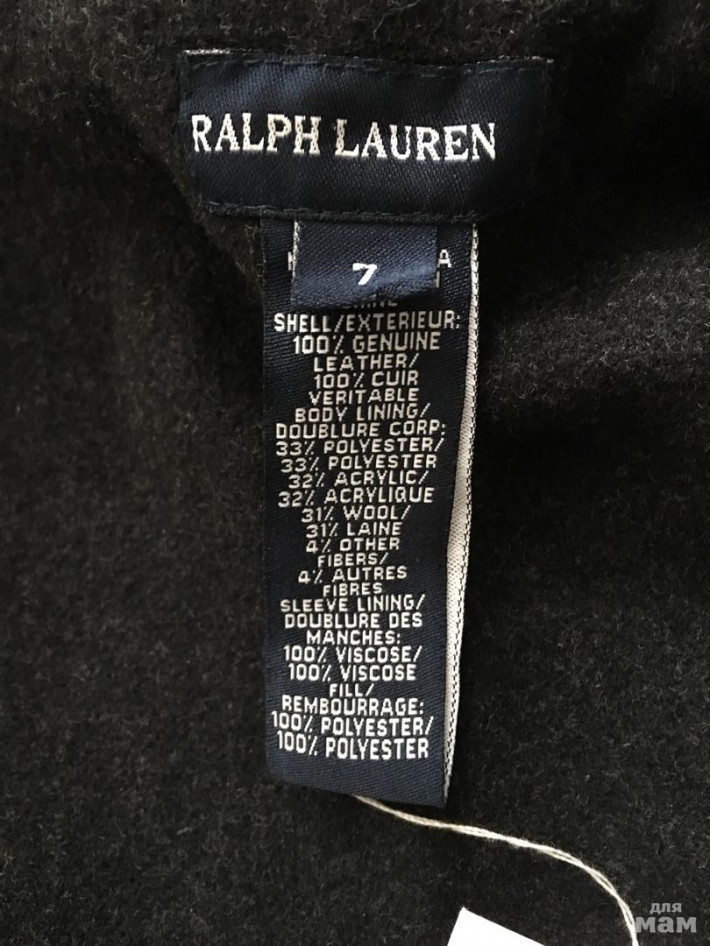 RALPH LAUREN
7
SHELL/EXTERIEUR:
100% GENUINE
LEATHER/
100% CUIR
VERITABLE
BODY LINING/
DOUBLURE CORP:
33% POLYESTER/
33% POLYESTER
32% ACRYLIC/
32% ACRYLIQUE
31% WOOL/
31% LAINE
4% OTHER
FIBERS/
4% AUTRES
FIBRES
SLEEVE LINING/
DOUBLURE DES
MANCHES:
100% VISCOSE/
100% VISCOSE
FILL/
REMBOURRAGE:
100% POLYESTER/
100% POLYESTER
для
мам